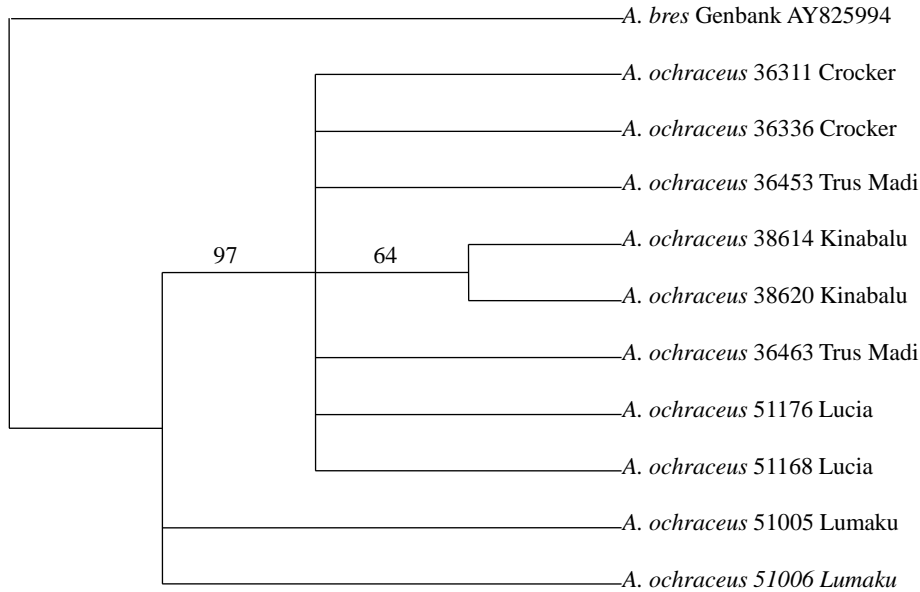 A. bres Genbank AY825994
A. ochraceus 36311 Crocker
A. ochraceus 36336 Crocker
A. ochraceus 36453 Trus Madi
A. ochraceus 38614 Kinabalu
97
64
A. ochraceus 38620 Kinabalu
A. ochraceus 36463 Trus Madi
A. ochraceus 51176 Lucia
A. ochraceus 51168 Lucia
A. ochraceus 51005 Lumaku
A. ochraceus 51006 Lumaku